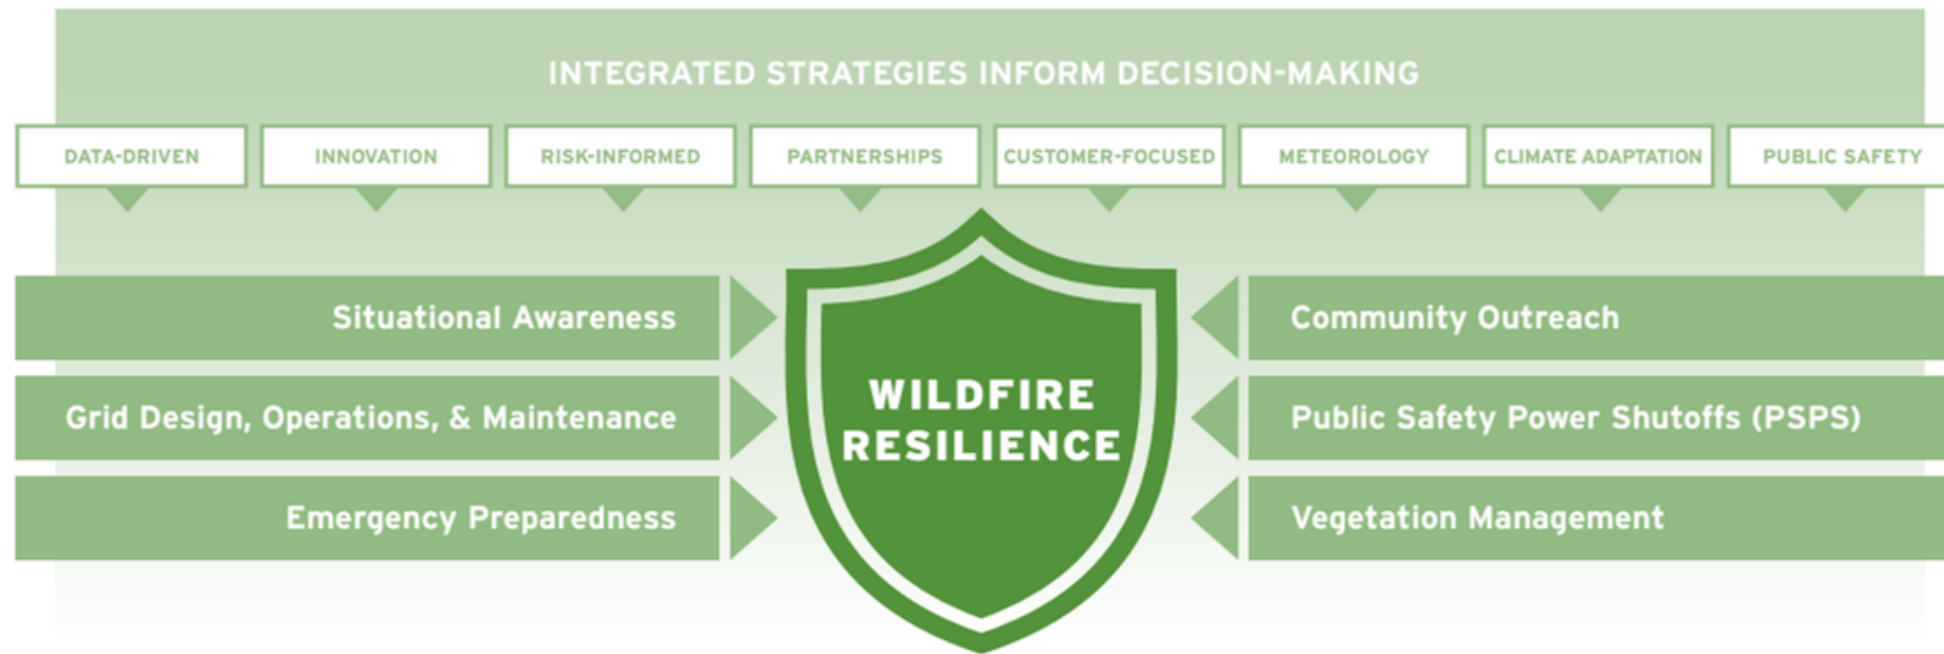 INTEGRATED STRATEGIES INFORM DECISION-MAKING
DATA-DRIVEN
INNOVATION
RISK-INFORMED
PARTNERSHIPS
CUSTOMER-FOCUSED
METEOROLOGY
CLIMATE ADAPTATION
PUBLIC SAFETY
Situational Awareness
Grid Design, Operations, & Maintenance
Emergency Preparedness
WILDFIRE
RESILIENCE
Community Outreach
Public Safety Power Shutoffs (PSPS)
Vegetation Management